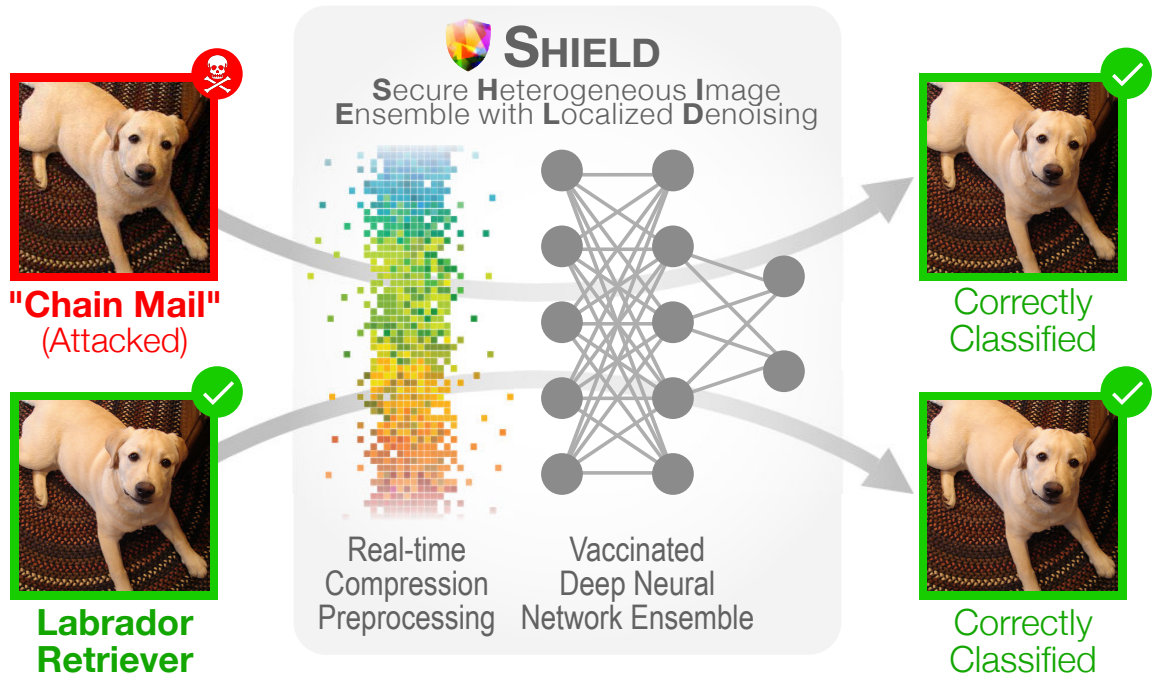 SHIELD
Secure Heterogeneous Image
Ensemble with Localized Denoising
"Chain Mail"
(Attacked)
Labrador
Retriever
Real-time
Compression
Preprocessing
Vaccinated
Deep Neural
Network Ensemble
Correctly
Classified
Correctly
Classified